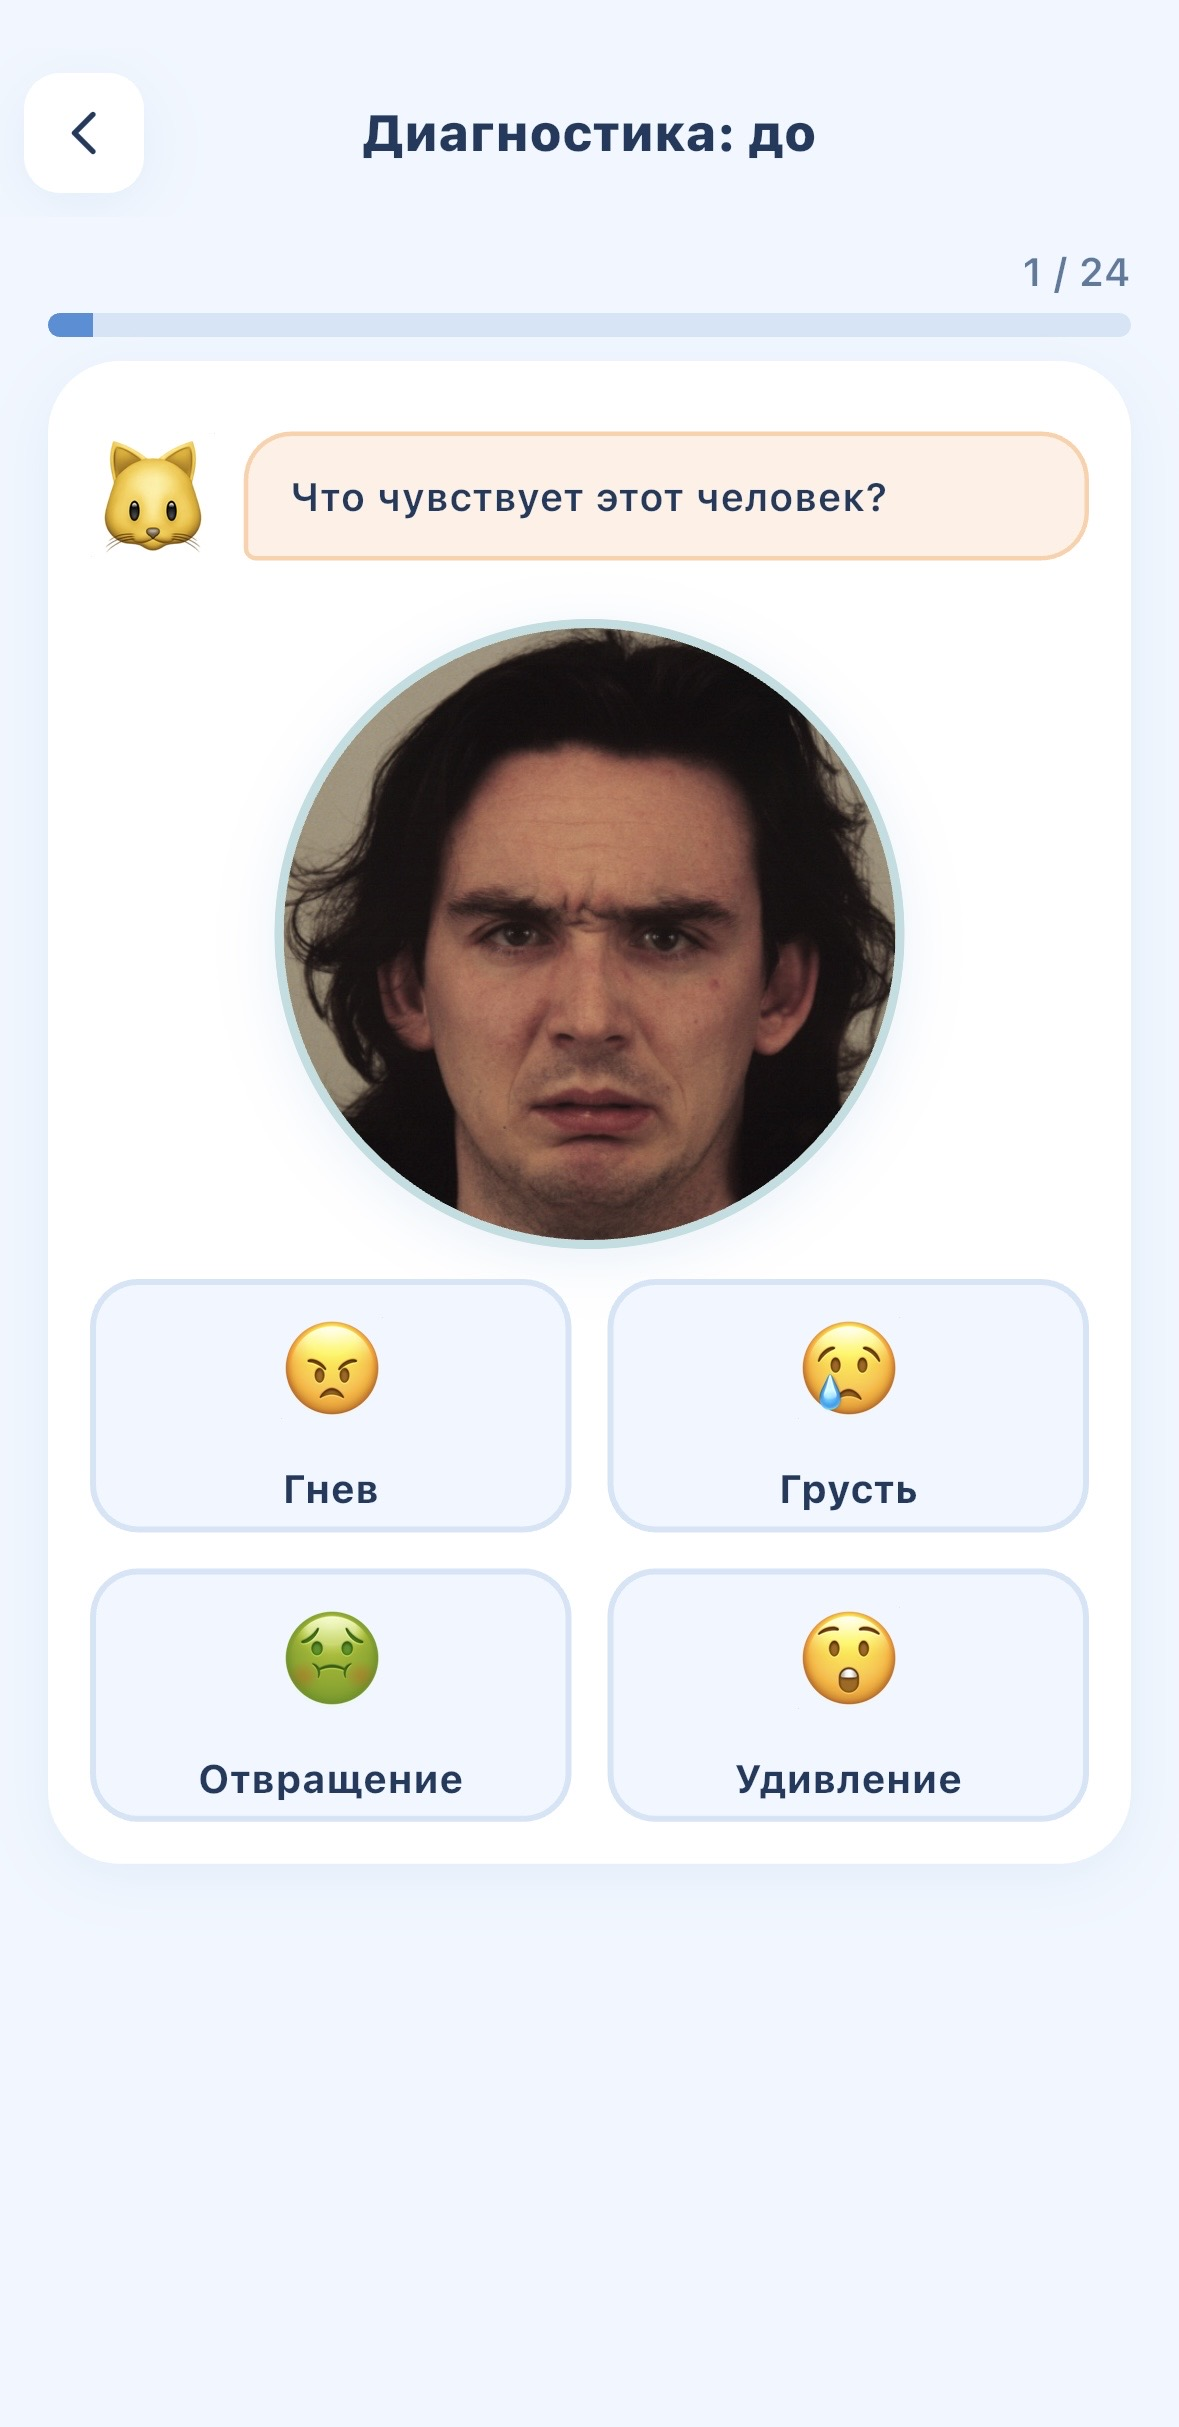 Диагностика: до
1 / 24
Что чувствует этот человек?
Гнев
Грусть
Отвращение
Удивление